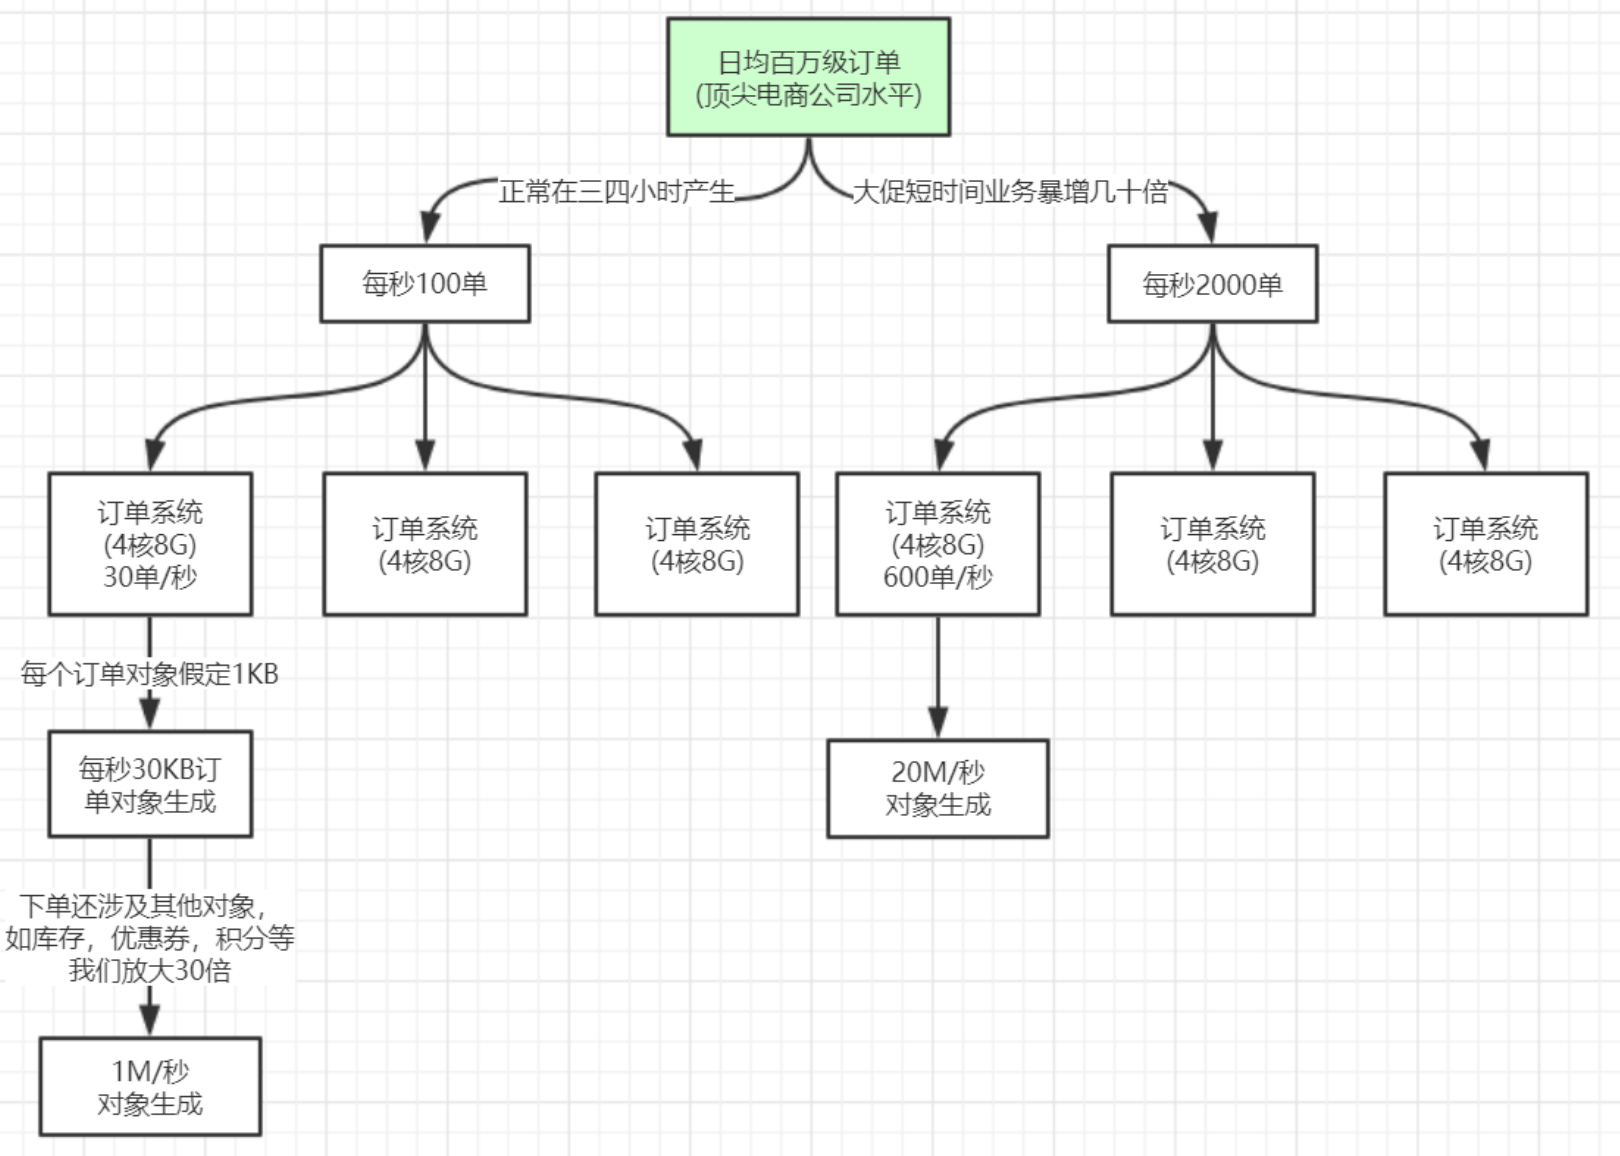 日均百万级订单
(顶尖电商公司水平)
正常在三四小时产生
大促短时间业务暴增几十倍
每秒100单
每秒2000单
订单系统
(4核8G)
30单/秒
订单系统
(4核8G)
订单系统
(4核8G)
订单系统
(4核8G)
600单/秒
订单系统
(4核8G)
订单系统
(4核8G)
每个订单对象假定1KB
每秒30KB订
单对象生成
20M/秒
对象生成
下单还涉及其他对象，
如库存，优惠券，积分等
我们放大30倍
1M/秒
对象生成